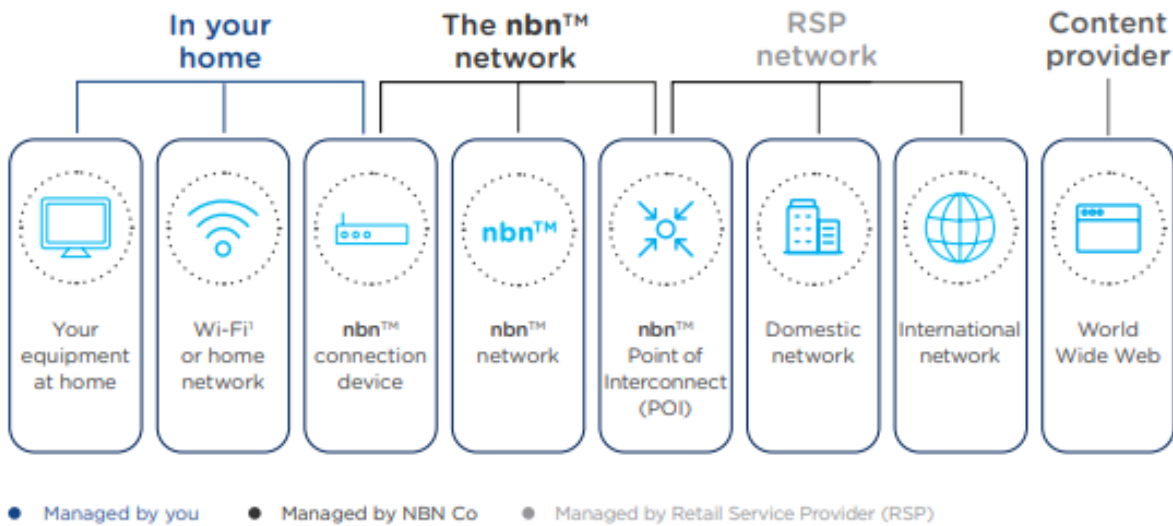 In your
home
The nbn™
network
RSP
network
Content
provider
nbn™
Your
equipment
at home
Wi-Fi¹
or home
network
nbn™
connection
device
nbn™
network
nbn™
Point of
Interconnect
(POI)
Domestic
network
International
network
World
Wide Web
Managed by you
Managed by NBN Co
Managed by Retail Service Provider (RSP)